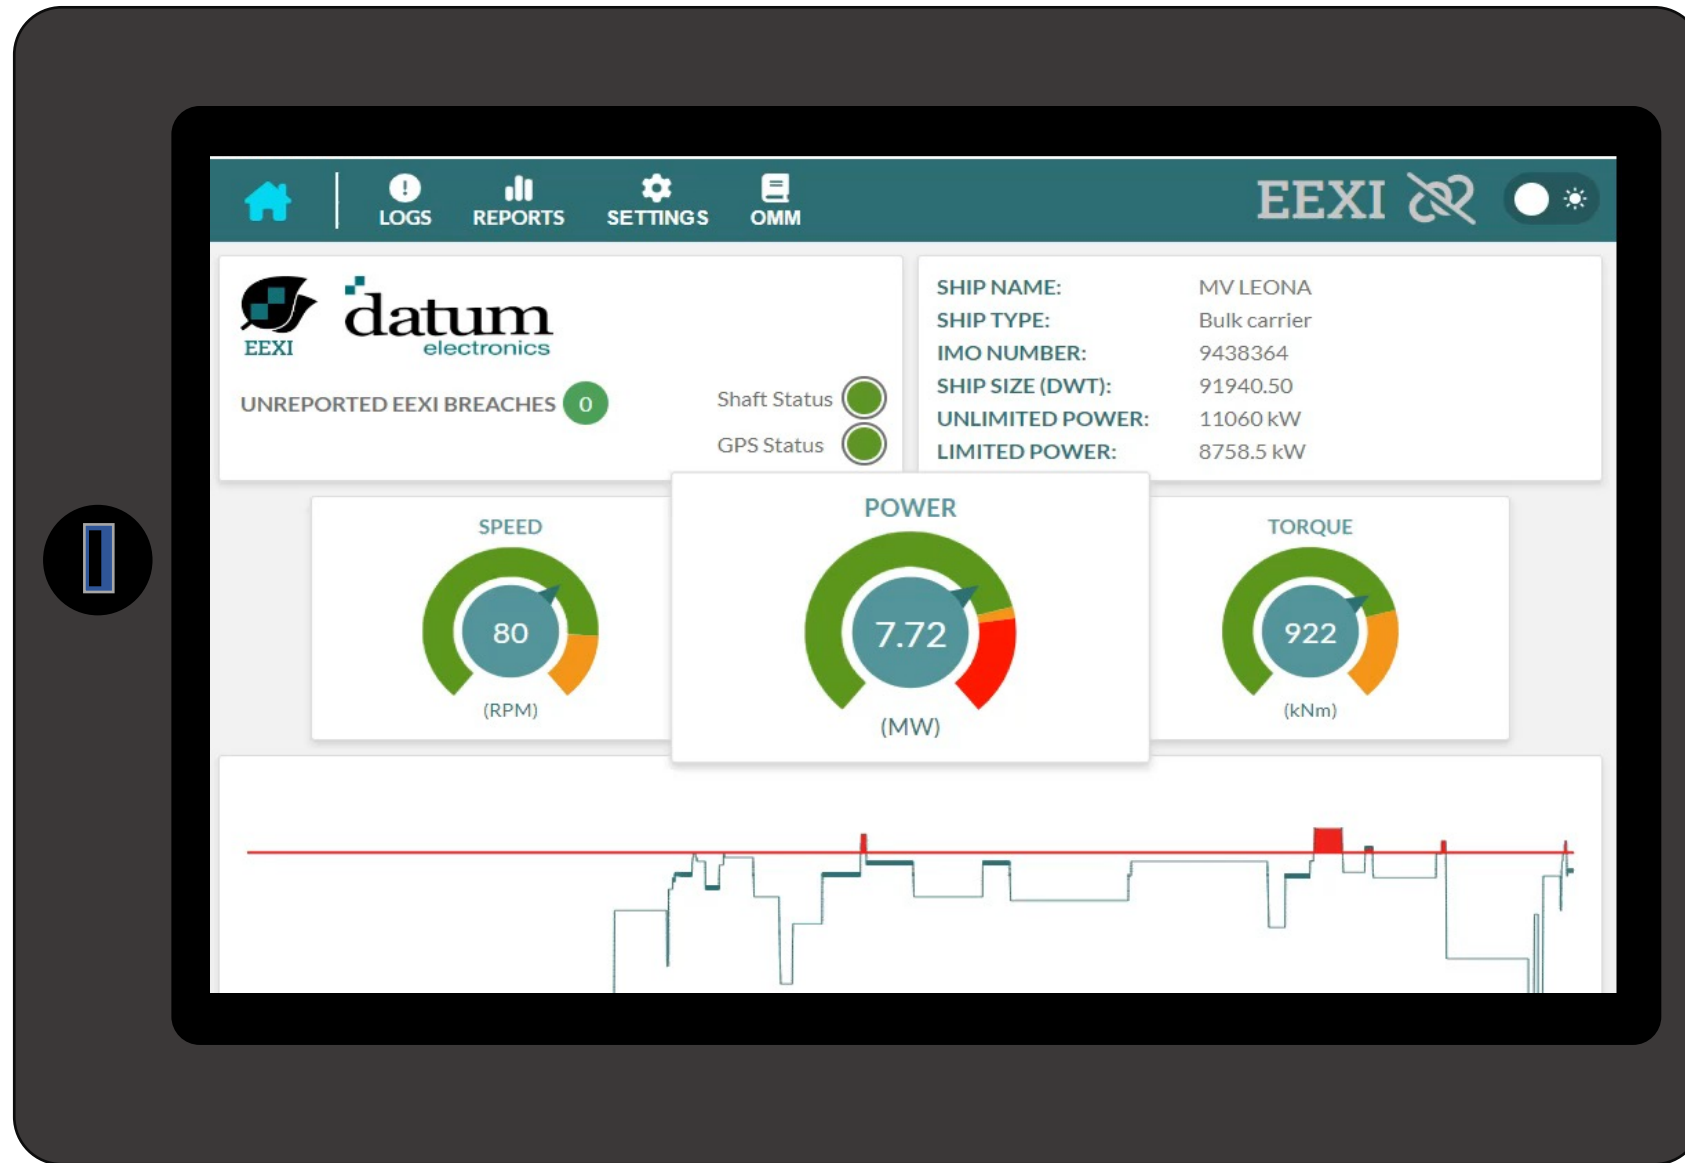 LOGS REPORTS SETTINGS OMM
EEXI
EEXI
datum
electronics
UNREPORTED EEXI BREACHES 0
Shaft Status
GPS Status
SHIP NAME: MV LEONA
SHIP TYPE: Bulk carrier
IMO NUMBER: 9438364
SHIP SIZE (DWT): 91940.50
UNLIMITED POWER: 11060 kW
LIMITED POWER: 8758.5 kW
SPEED
80
(RPM)
POWER
7.72
(MW)
TORQUE
922
(kNm)